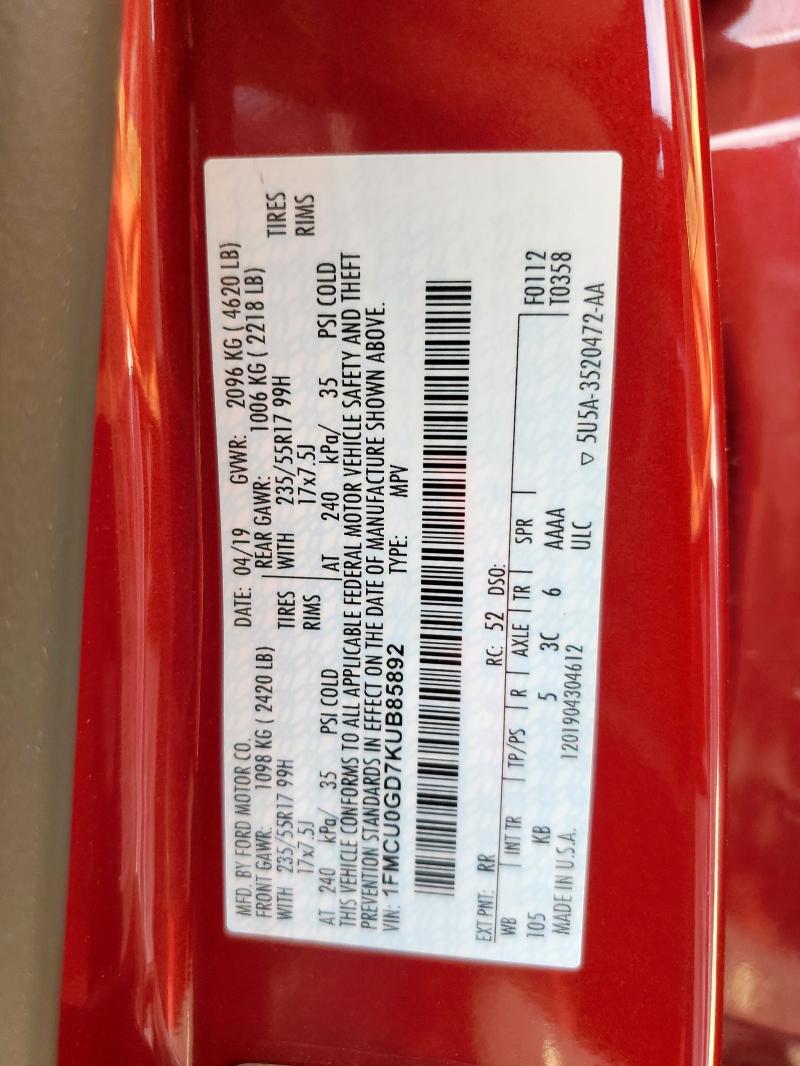 MFD. BY FORD MOTOR CO. DATE: 04/19 GVWR: 2096 KG ( 4620 LB)
FRONT GAWR: 1098 KG ( 2420 LB) REAR GAWR: 1006 KG ( 2218 LB)
WITH 235/55R17 99H TIRES WITH 235/55R17 99H TIRES
17x7.5J RIMS 17x7.5J RIMS
AT 240 kPa/ 35 PSI COLD AT 240 kPa/ 35 PSI COLD
THIS VEHICLE CONFORMS TO ALL APPLICABLE FEDERAL MOTOR VEHICLE SAFETY AND THEFT
PREVENTION STANDARDS IN EFFECT ON THE DATE OF MANUFACTURE SHOWN ABOVE.
VIN: 1FMCU0GD7KUB85892 TYPE: MPV
EXT PNT: RR RC: 52 DSO:
WB INT TR TP/PS R AXLE TR SPR F0112
105 KB 5 3C 6 AAAA T0358
MADE IN U.S.A. 1201904304612 ULC
▽ 5U5A-3520472-AA